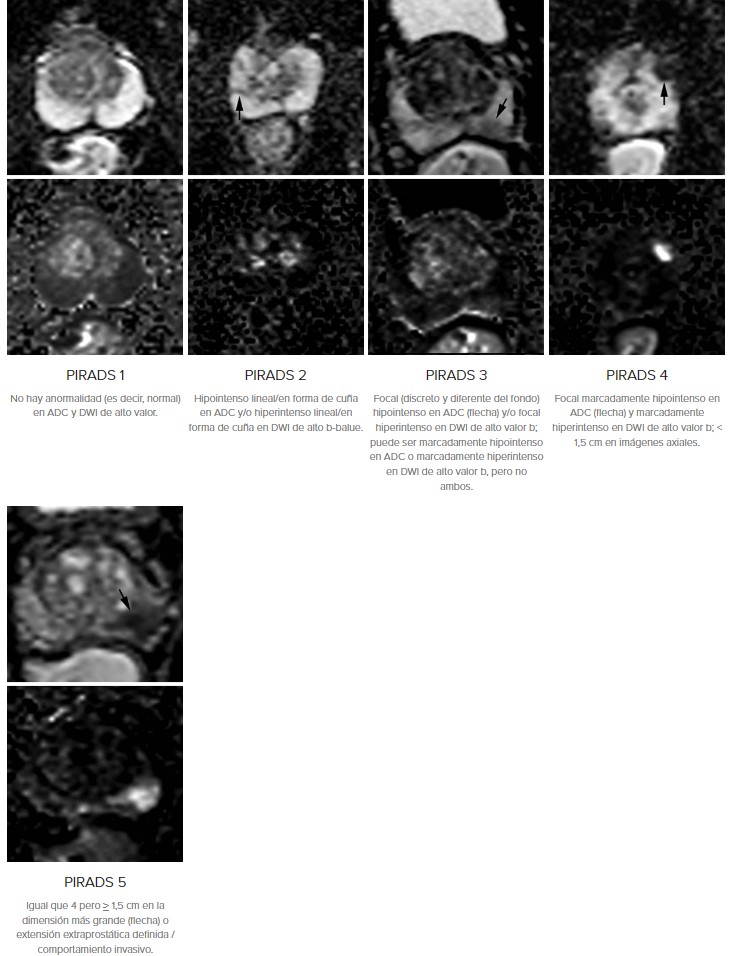 PIRADS 1
No hay anormalidad (es decir, normal)
en ADC y DWI de alto valor.
PIRADS 2
Hipointenso lineal/en forma de cuña
en ADC y/o hiperintenso lineal/en
forma de cuña en DWI de alto b-balue.
PIRADS 3
Focal (discreto y diferente del fondo)
hipointenso en ADC (flecha) y/o focal
hiperintenso en DWI de alto valor b;
puede ser marcadamente hipointenso
en ADC o marcadamente hiperintenso
en DWI de alto valor b, pero no
ambos.
PIRADS 4
Focal marcadamente hipointenso en
ADC (flecha) y marcadamente
hiperintenso en DWI de alto valor b; <
1,5 cm en imágenes axiales.
PIRADS 5
Igual que 4 pero ≥ 1,5 cm en la
dimensión más grande (flecha) o
extensión extraprostática definida /
comportamiento invasivo.